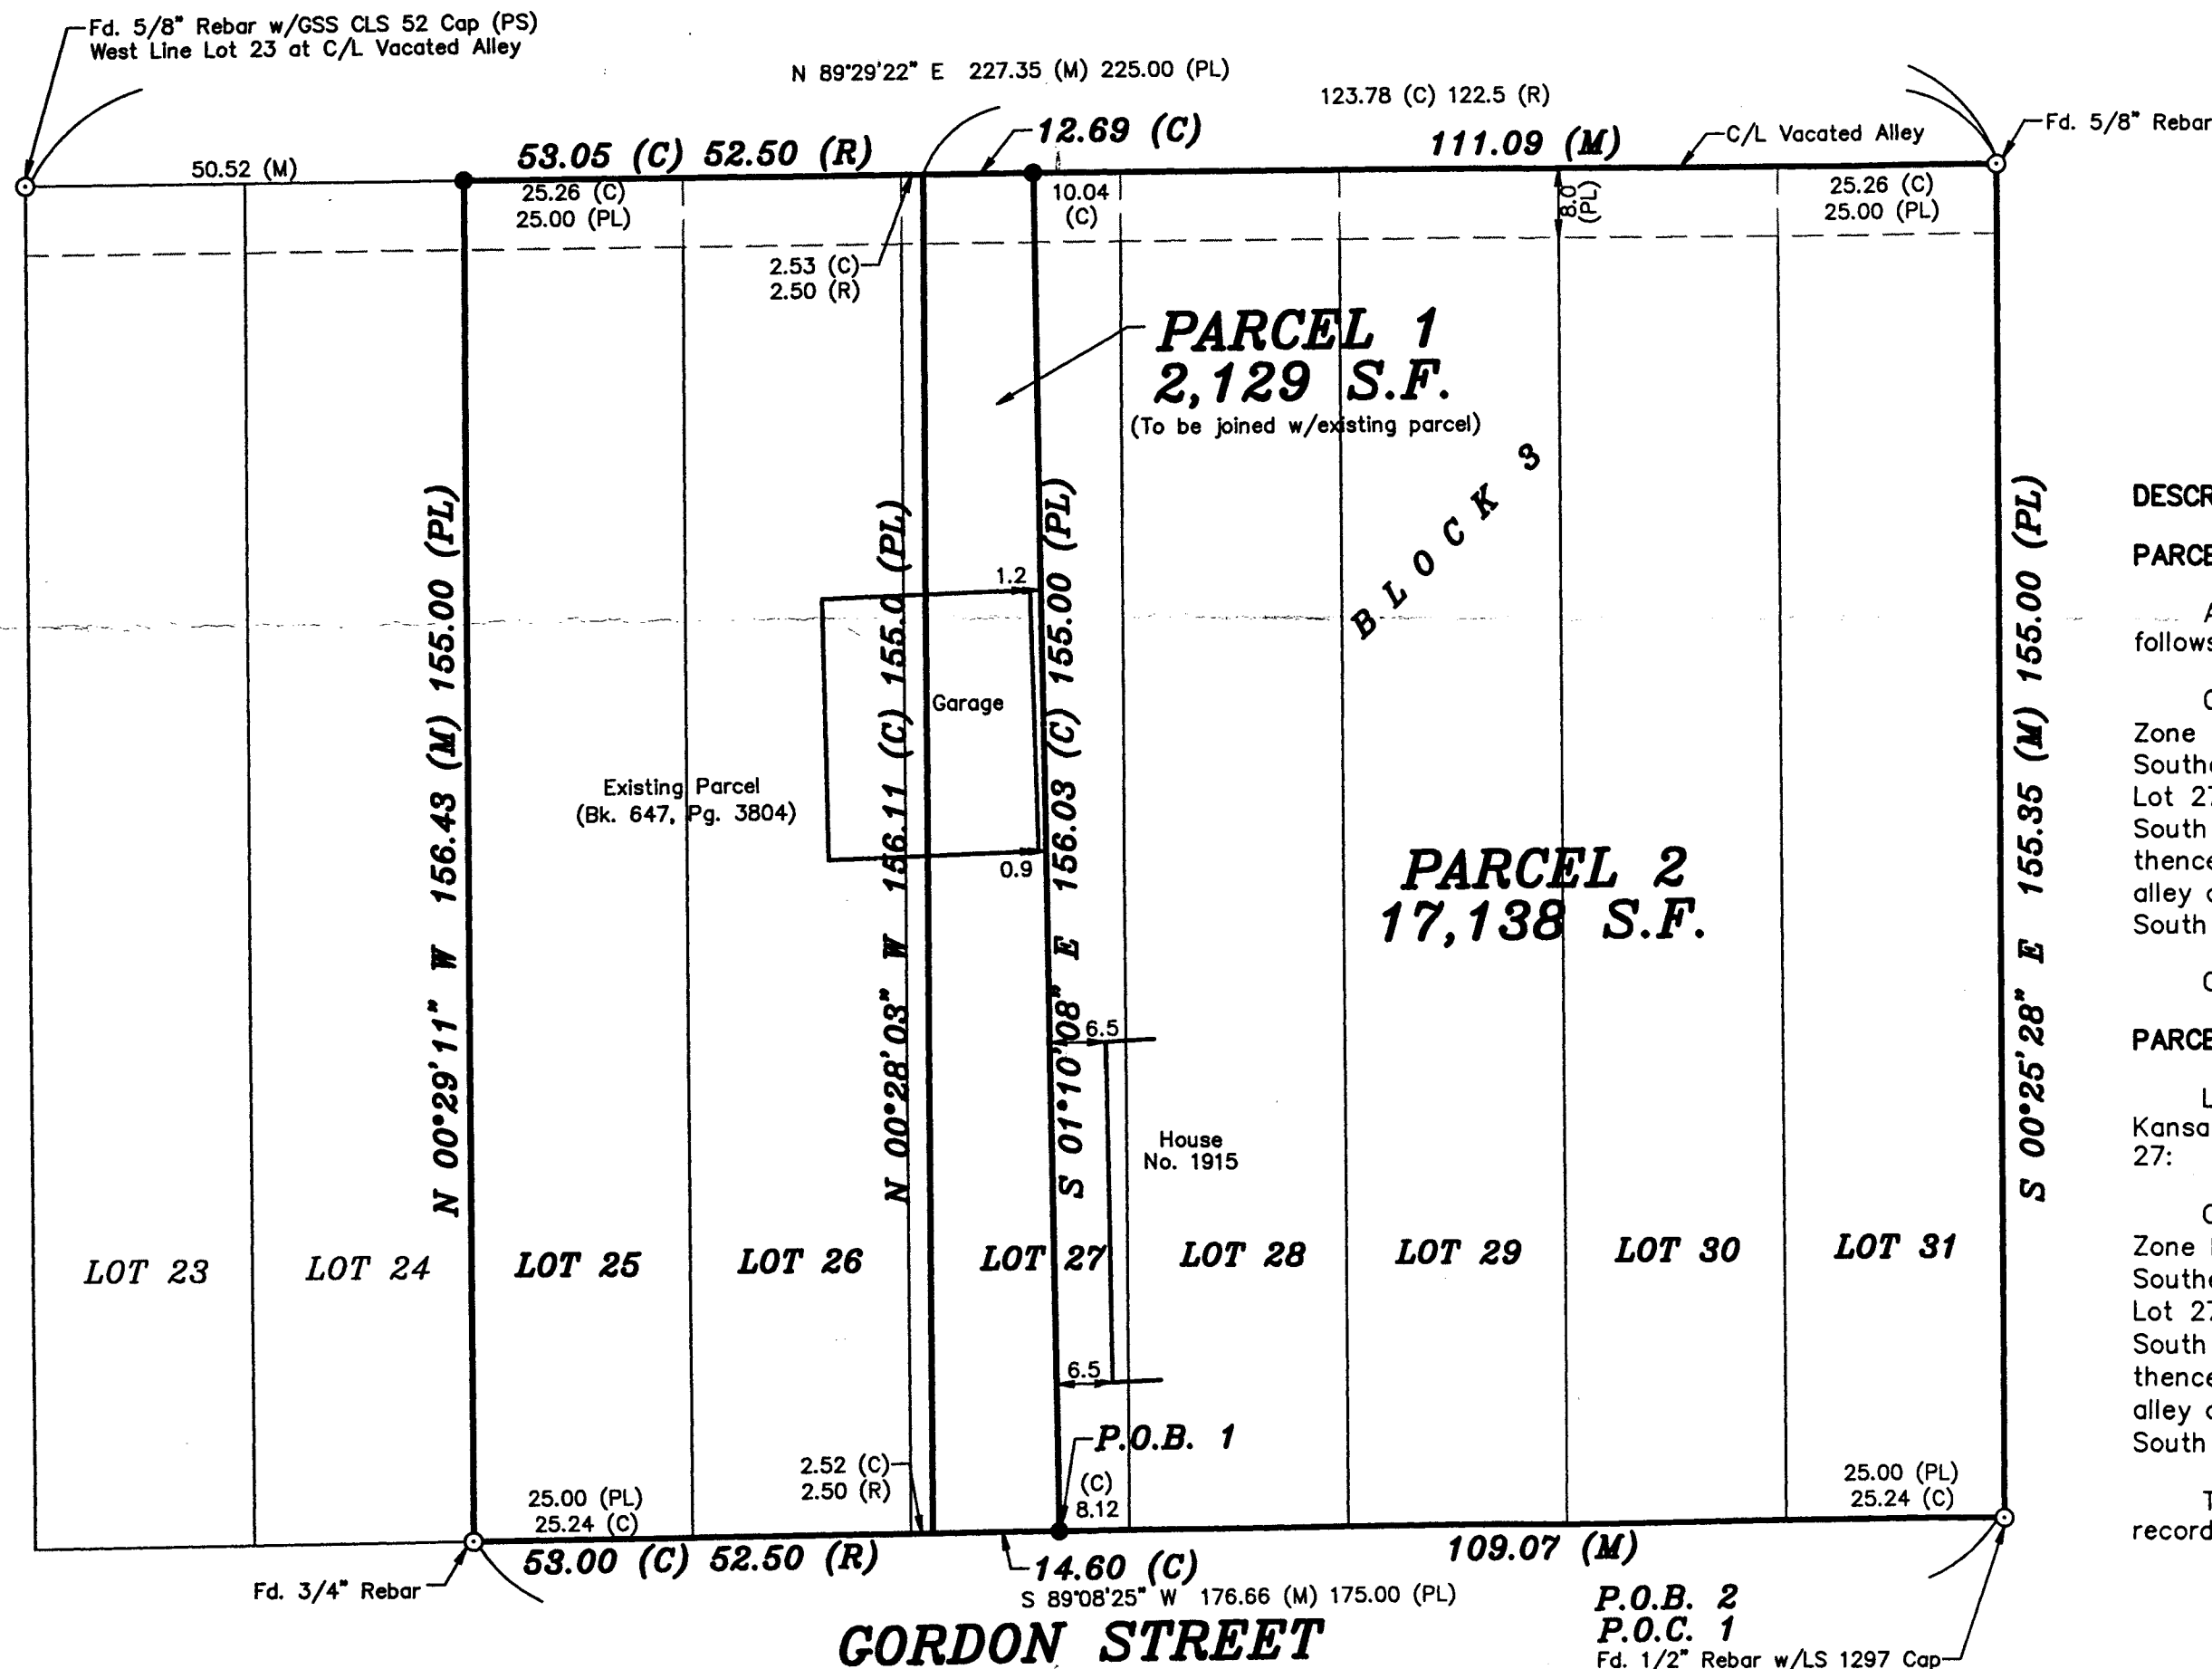 Fd. 5/8" Rebar w/GSS CLS 52 Cap (PS)
West Line Lot 23 at C/L Vacated Alley
N 89°29'22" E 227.35 (M) 225.00 (PL)
123.78 (C) 122.5 (R)
12.69 (C)
53.05 (C) 52.50 (R)
111.09 (M)
C/L Vacated Alley
Fd. 5/8" Rebar
50.52 (M)
25.26 (C)
25.00 (PL)
10.04
(C)
8.0
(PL)
25.26 (C)
25.00 (PL)
2.53 (C)
2.50 (R)
PARCEL 1
2,129 S.F.
(To be joined w/existing parcel)
BLOCK 3
N 00°29'11" W 156.43 (M) 155.00 (PL)
N 00°28'03" W 156.11 (C) 155.0 (PL)
S 01°10'08" E 156.03 (C) 155.00 (PL)
S 00°25'28" E 155.35 (M) 155.00 (PL)
1.2
Garage
0.9
Existing Parcel
(Bk. 647, Pg. 3804)
PARCEL 2
17,138 S.F.
6.5
House
No. 1915
6.5
LOT 23
LOT 24
LOT 25
LOT 26
LOT 27
LOT 28
LOT 29
LOT 30
LOT 31
P.O.B. 1
2.52 (C)
2.50 (R)
(C)
8.12
25.00 (PL)
25.24 (C)
25.00 (PL)
25.24 (C)
53.00 (C) 52.50 (R)
14.60 (C)
109.07 (M)
Fd. 3/4" Rebar
S 89°08'25" W 176.66 (M) 175.00 (PL)
GORDON STREET
P.O.B. 2
P.O.C. 1
Fd. 1/2" Rebar w/LS 1297 Cap
DESCR
PARCE
A
follows
C
Zone
Southe
Lot 27
South
thence
alley
South
C
PARCE
L
Kansa
27:
C
Zone
Southe
Lot 27
South
thence
alley
South
T
record